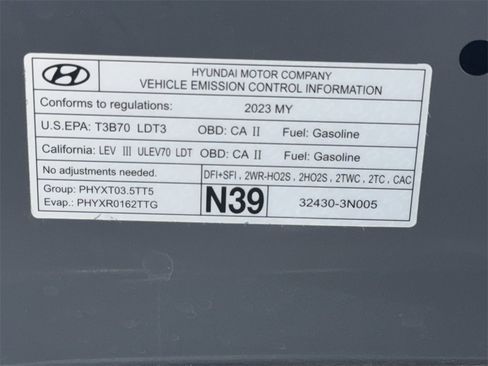 HYUNDAI MOTOR COMPANY
VEHICLE EMISSION CONTROL INFORMATION
Conforms to regulations: 2023 MY
U.S.EPA: T3B70 LDT3 OBD: CA II Fuel: Gasoline
California: LEV III ULEV70 LDT OBD: CA II Fuel: Gasoline
No adjustments needed. DFI+SFI, 2WR-HO2S, 2HO2S, 2TWC, 2TC, CAC
Group: PHYXT03.5TT5
Evap.: PHYXR0162TTG
N39 32430-3N005